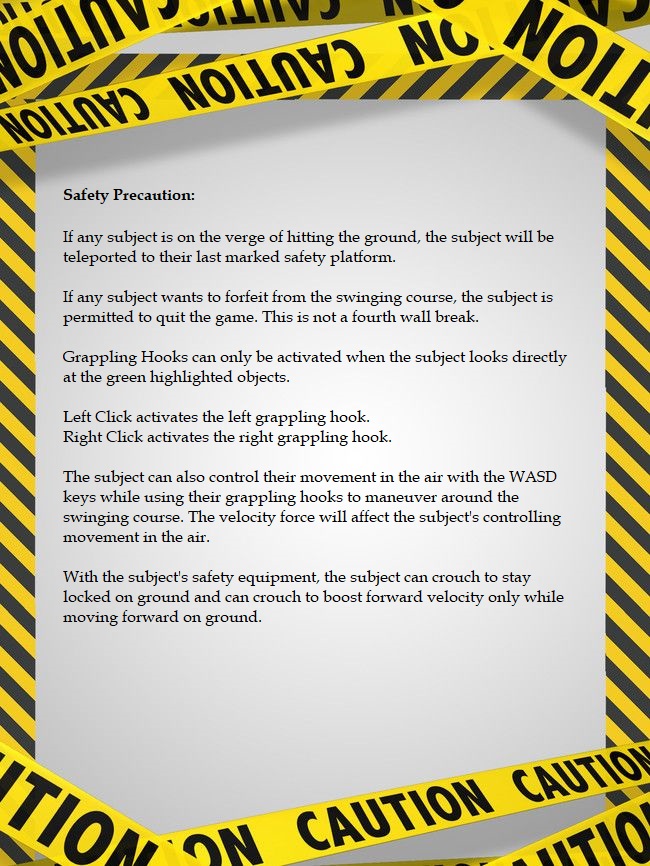 CAUTION
CAUTION
CAUTION
CAUTION
Safety Precaution:
If any subject is on the verge of hitting the ground, the subject will be
teleported to their last marked safety platform.
If any subject wants to forfeit from the swinging course, the subject is
permitted to quit the game. This is not a fourth wall break.
Grappling Hooks can only be activated when the subject looks directly
at the green highlighted objects.
Left Click activates the left grappling hook.
Right Click activates the right grappling hook.
The subject can also control their movement in the air with the WASD
keys while using their grappling hooks to maneuver around the
swinging course. The velocity force will affect the subject's controlling
movement in the air.
With the subject's safety equipment, the subject can crouch to stay
locked on ground and can crouch to boost forward velocity only while
moving forward on ground.
CAUTION
CAUTION